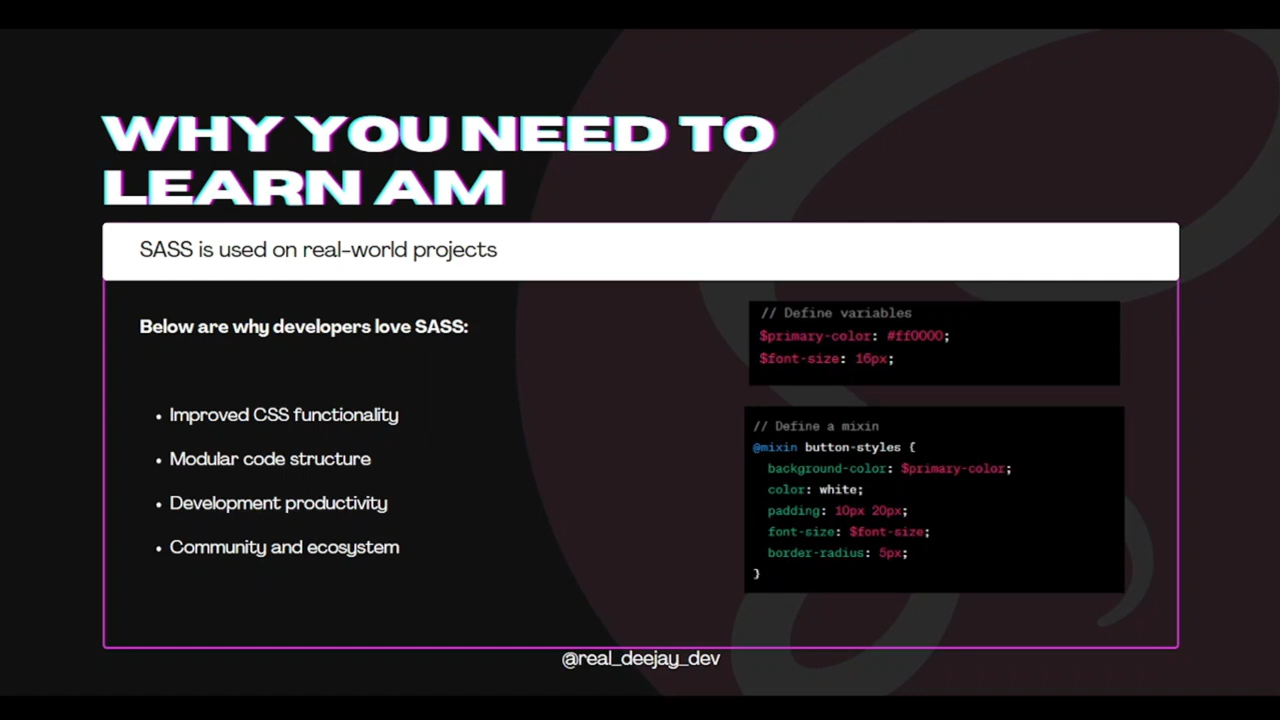 WHY YOU NEED TO
LEARN AM
SASS is used on real-world projects
Below are why developers love SASS:
• Improved CSS functionality
• Modular code structure
• Development productivity
• Community and ecosystem
// Define variables
$primary-color: #ff0000;
$font-size: 16px;
// Define a mixin
@mixin button-styles {
background-color: $primary-color;
color: white;
padding: 10px 20px;
font-size: $font-size;
border-radius: 5px;
}
@real_deejay_dev